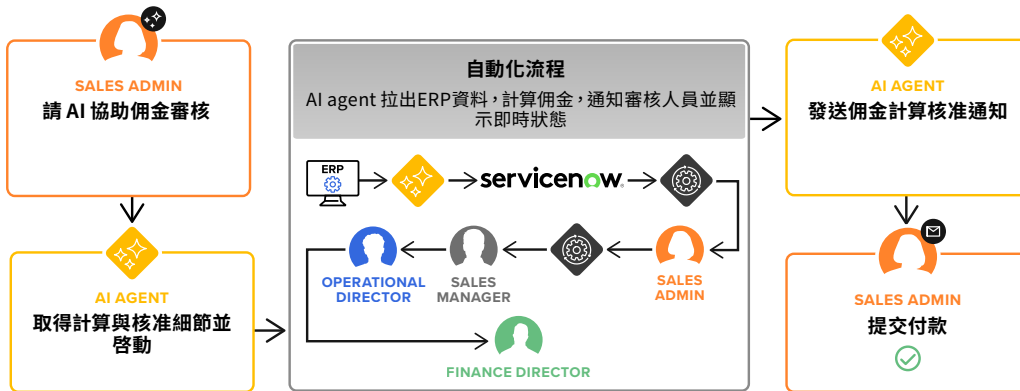 SALES ADMIN
請 AI 協助佣金審核
AI AGENT
取得計算與核准細節並
啓動
自動化流程
AI agent 拉出ERP資料，計算佣金，通知審核人員並顯
示即時狀態
ERP
servicenow
SALES
ADMIN
SALES
MANAGER
OPERATIONAL
DIRECTOR
FINANCE DIRECTOR
AI AGENT
發送佣金計算核准通知
SALES ADMIN
提交付款